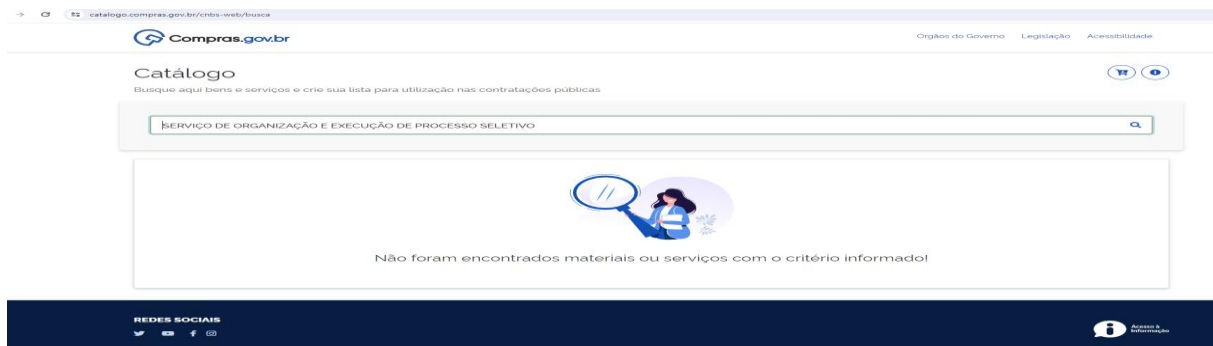 catalogo.compras.gov.br/cnbs-web/busca
Compras.gov.br
Orgãos do Governo Legislação Acessibilidade
Catálogo
Busque aqui bens e serviços e crie sua lista para utilização nas contratações públicas
SERVIÇO DE ORGANIZAÇÃO E EXECUÇÃO DE PROCESSO SELETIVO
Não foram encontrados materiais ou serviços com o critério informado!
REDES SOCIAIS
Acesso à
Informação